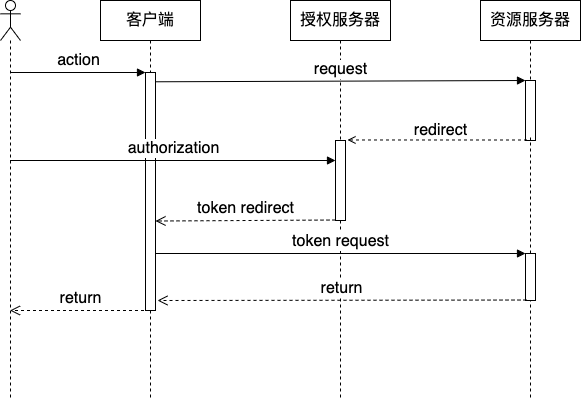 客户端
授权服务器
资源服务器
action
request
redirect
authorization
token redirect
token request
return
return